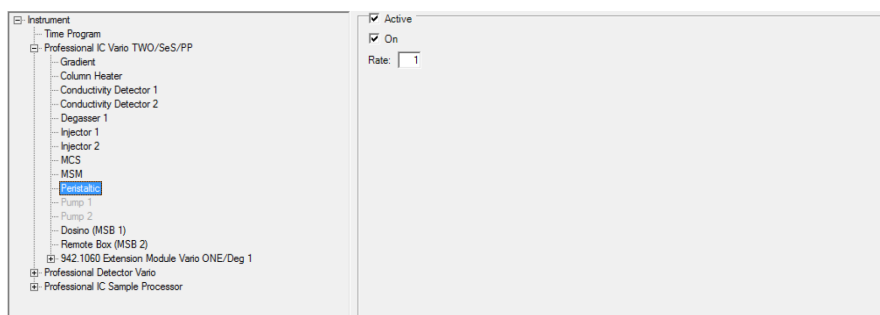 Instrument
Time Program
Professional IC Vario TWO/SeS/PP
Gradient
Column Heater
Conductivity Detector 1
Conductivity Detector 2
Degasser 1
Injector 1
Injector 2
MCS
MSM
Peristaltic
Pump 1
Pump 2
Dosino (MSB 1)
Remote Box (MSB 2)
942.1060 Extension Module Vario ONE/Deg 1
Professional Detector Vario
Professional IC Sample Processor
Active
On
Rate: 1